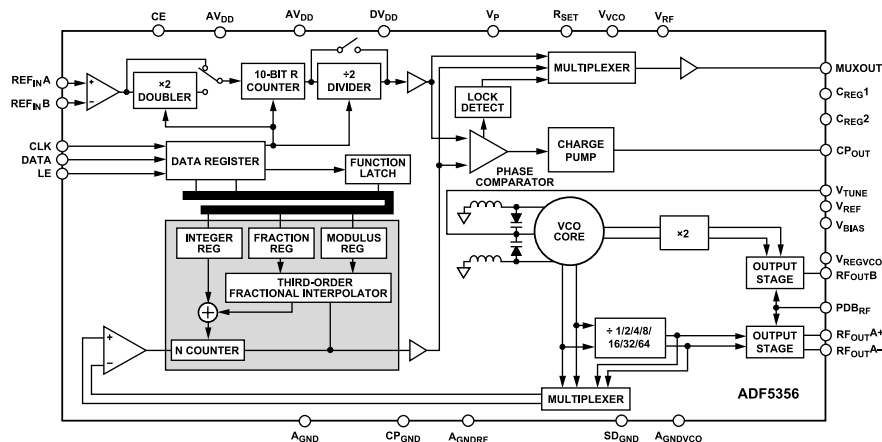 CE
AVDD
AVDD
DVDD
VP
RSET
VVCO
VRF
REFINA
REFINB
×2
DOUBLER
10-BIT R
COUNTER
÷2
DIVIDER
MULTIPLEXER
MUXOUT
LOCK
DETECT
CREG1
CREG2
CLK
DATA
LE
DATA REGISTER
FUNCTION
LATCH
PHASE
COMPARATOR
CHARGE
PUMP
CPOUT
VTUNE
VREF
VBIAS
VREGVCO
INTEGER
REG
FRACTION
REG
MODULUS
REG
THIRD-ORDER
FRACTIONAL INTERPOLATOR
+
N COUNTER
+
−
VCO
CORE
×2
OUTPUT
STAGE
RFOUTB
PDBRF
÷ 1/2/4/8/
16/32/64
OUTPUT
STAGE
RFOUTA+
RFOUTA−
MULTIPLEXER
ADF5356
AGND
CPGND
AGNDRF
SDGND
AGNDVCO